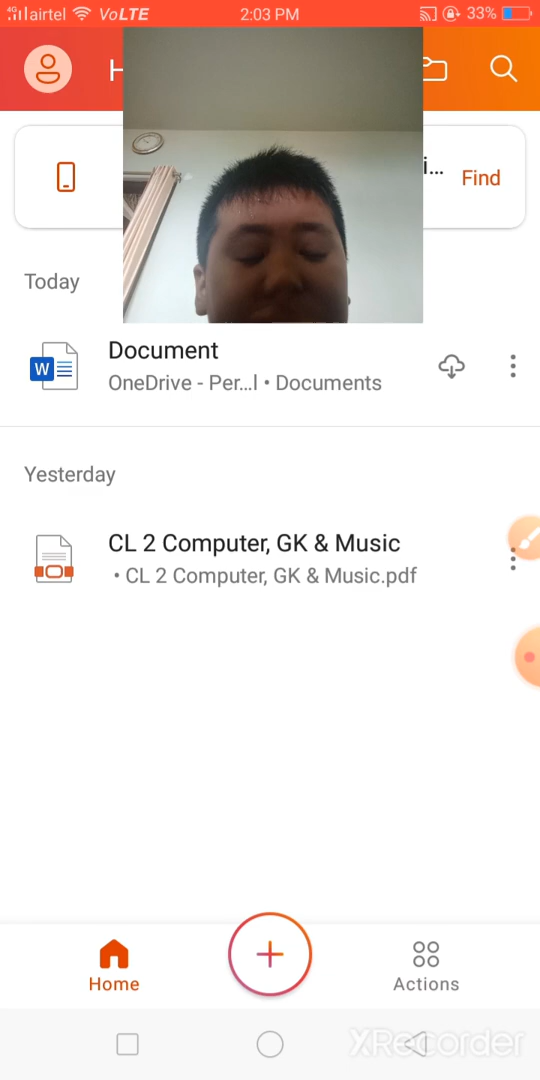 4G airtel VoLTE 2:03 PM 33%
H
i... Find
Today
Document
OneDrive - Per...l • Documents
Yesterday
CL 2 Computer, GK & Music
• CL 2 Computer, GK & Music.pdf
Home
Actions
XRecorder
W